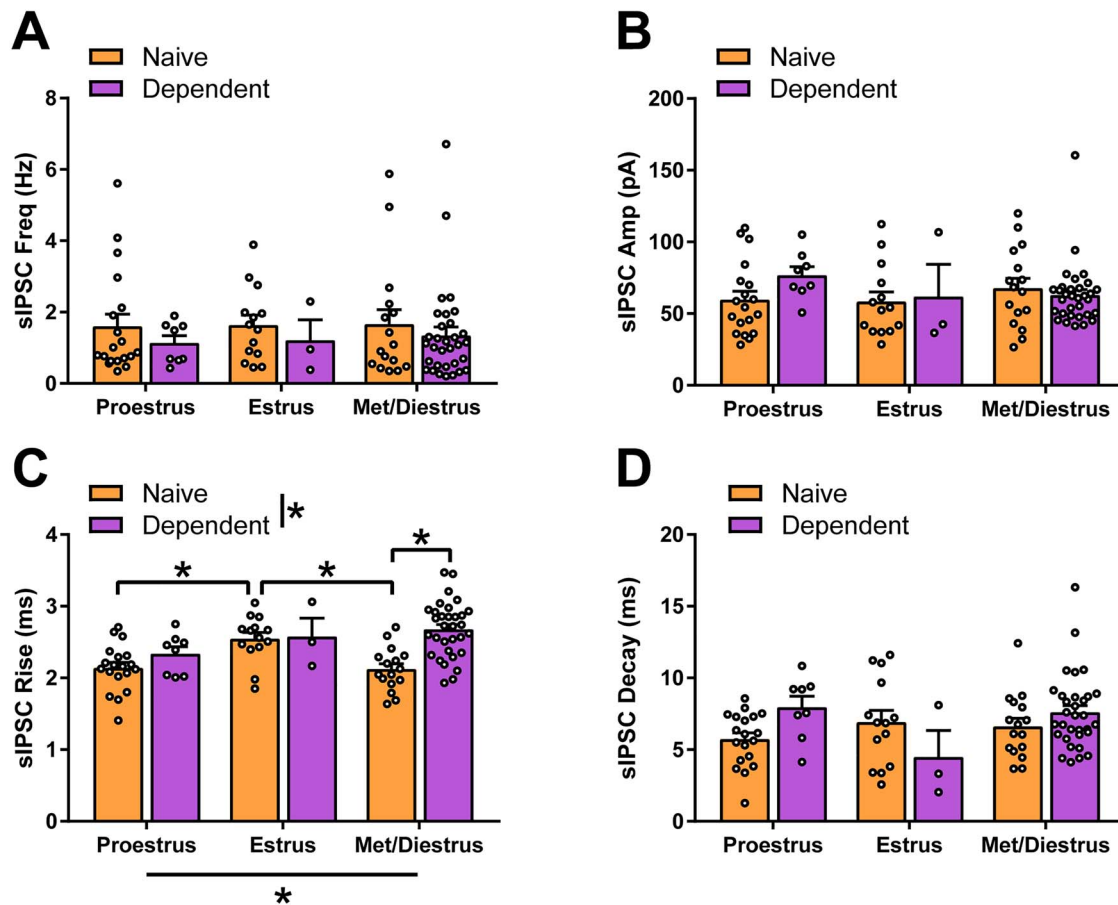 A
Naive
Dependent
sIPSC Freq (Hz)
8
6
4
2
0
Proestrus Estrus Met/Diestrus
B
Naive
Dependent
sIPSC Amp (pA)
200
150
100
50
0
Proestrus Estrus Met/Diestrus
C
Naive
Dependent
*
* * *
sIPSC Rise (ms)
4
3
2
1
0
Proestrus Estrus Met/Diestrus
*
D
Naive
Dependent
sIPSC Decay (ms)
20
15
10
5
0
Proestrus Estrus Met/Diestrus